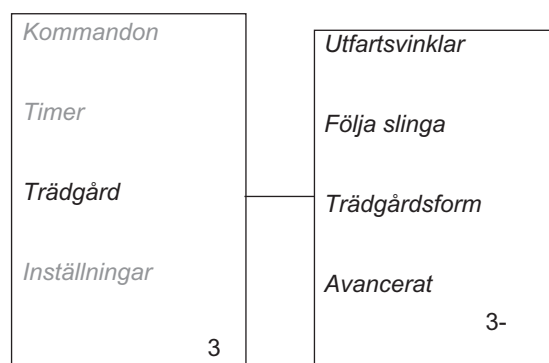 Kommandon
Timer
Trädgård
Inställningar
3
Utfartsvinklar
Följa slinga
Trädgårdsform
Avancerat
3-